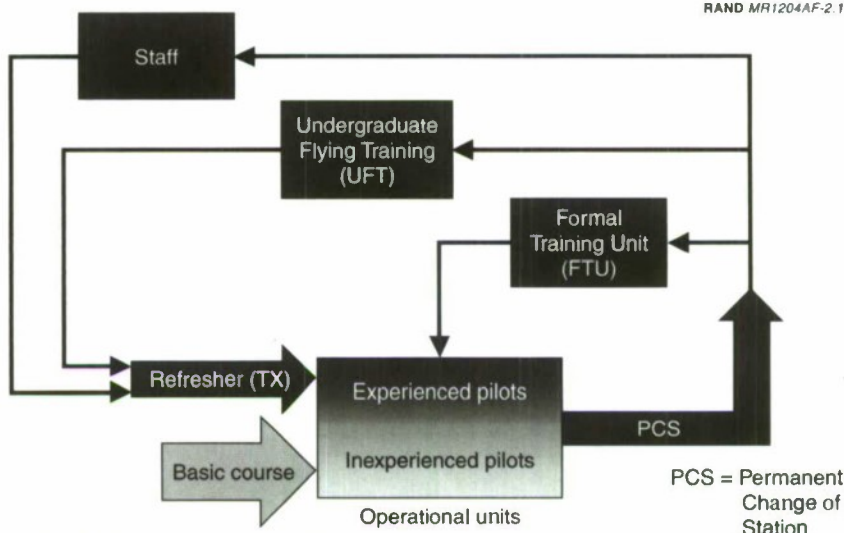 RAND MR1204AF-2.1
Staff
Undergraduate
Flying Training
(UFT)
Formal
Training Unit
(FTU)
Refresher (TX)
Experienced pilots
PCS
Basic course
Inexperienced pilots
Operational units
PCS = Permanent
Change of
Station